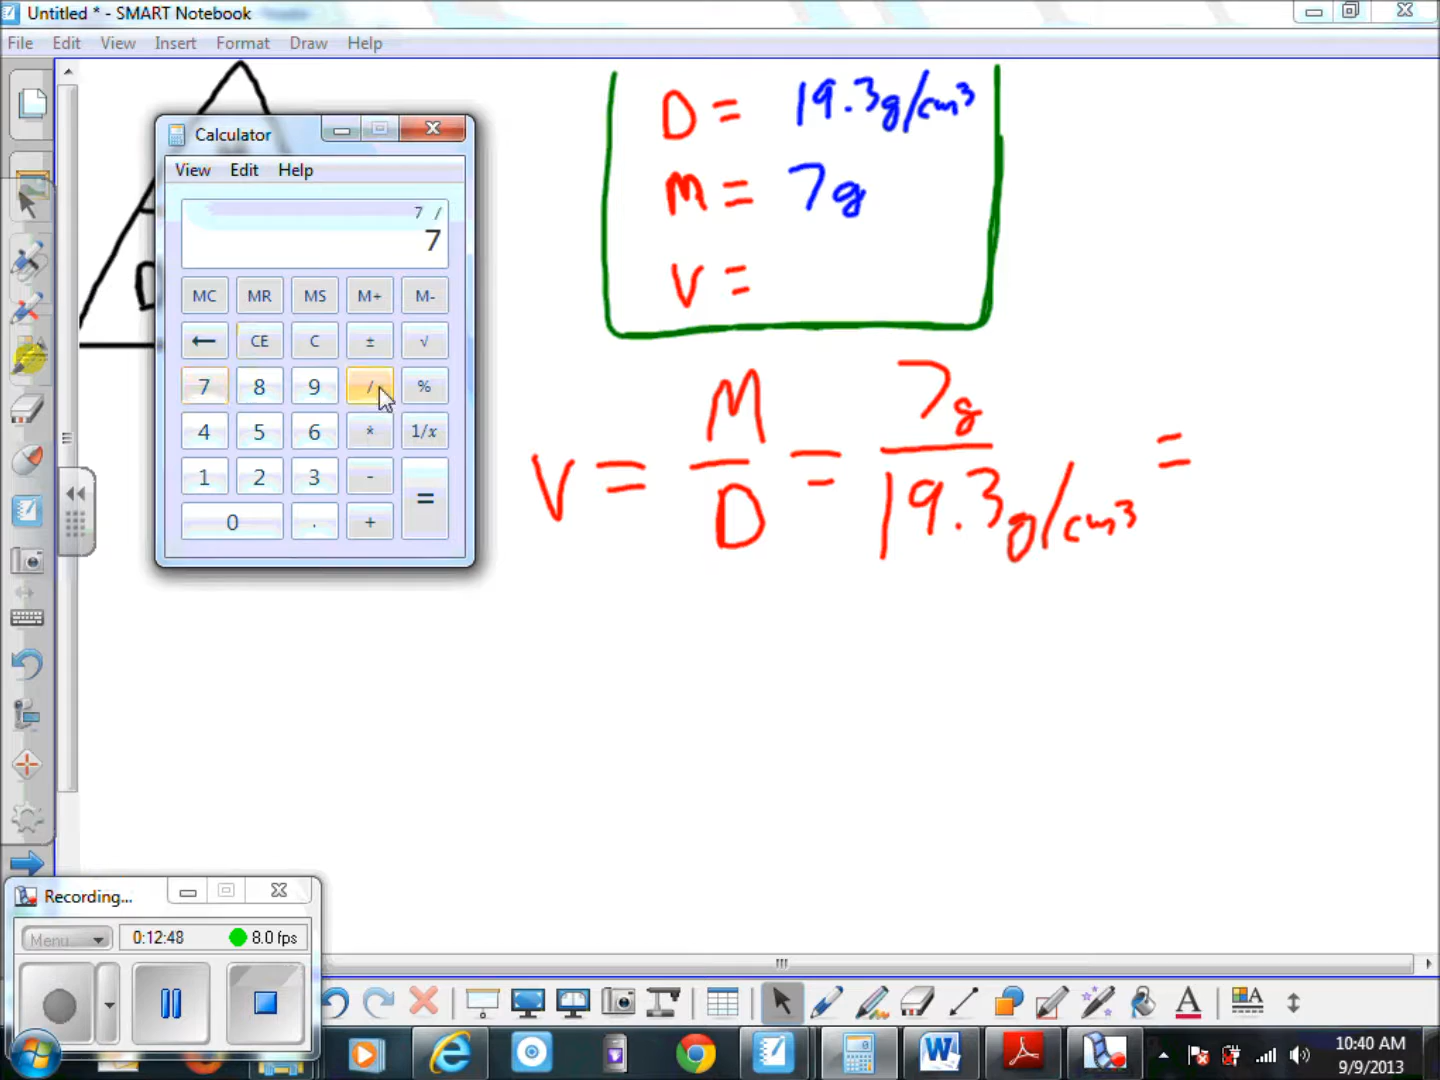 Untitled * - SMART Notebook
File Edit View Insert Format Draw Help
D = 19.3g/cm³
M = 7g
V =
Calculator
View Edit Help
7 /
7
MC MR MS M+ M-
← CE C ± √
7 8 9 / %
4 5 6 * 1/x
1 2 3 - =
0 . +
D
V = M/D = 7g/19.3g/cm³ =
Recording...
Menu 0:12:48 8.0 fps
A A
W
10:40 AM
9/9/2013